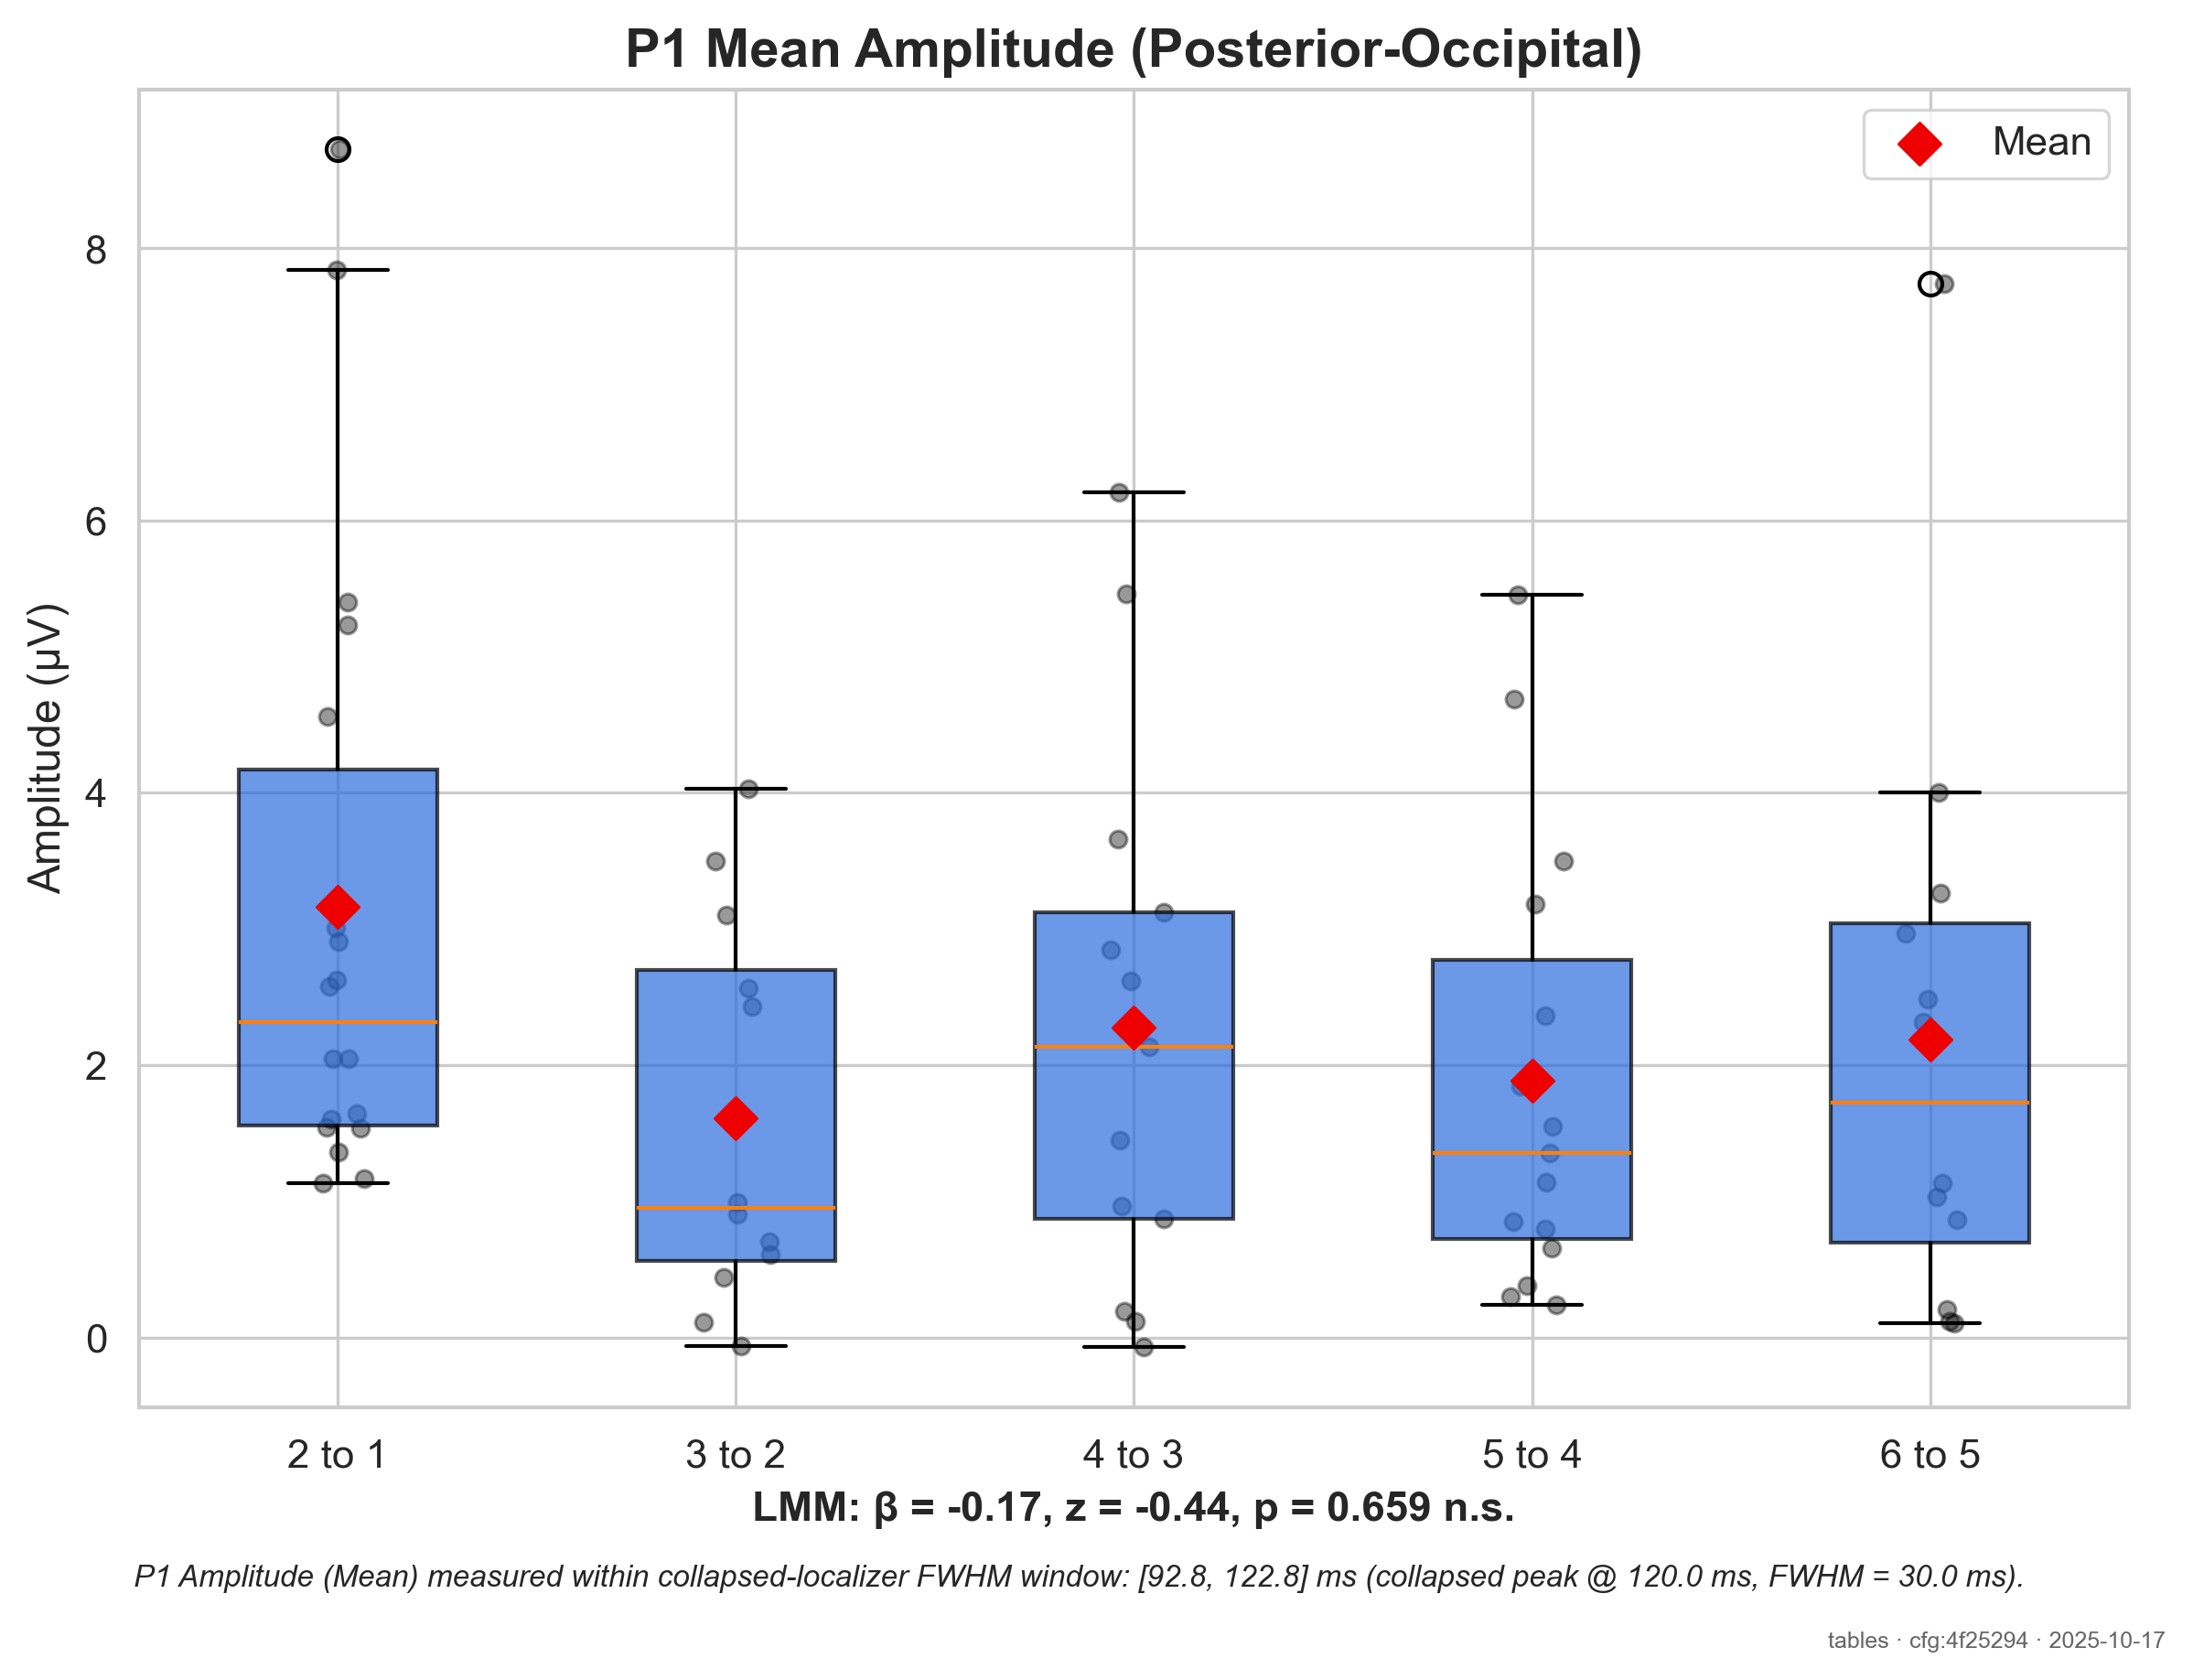 P1 Mean Amplitude (Posterior-Occipital)
Mean
Amplitude (µV)
8
6
4
2
0
2 to 1
3 to 2
4 to 3
5 to 4
6 to 5
LMM: β = -0.17, z = -0.44, p = 0.659 n.s.
P1 Amplitude (Mean) measured within collapsed-localizer FWHM window: [92.8, 122.8] ms (collapsed peak @ 120.0 ms, FWHM = 30.0 ms).
tables · cfg:4f25294 · 2025-10-17